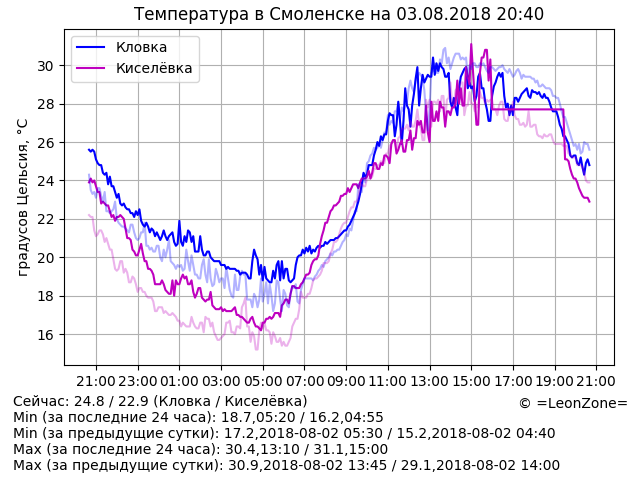 Температура в Смоленске на 03.08.2018 20:40
Кловка
Киселёвка
градусов Цельсия, °C
30
28
26
24
22
20
18
16
21:00 23:00 01:00 03:00 05:00 07:00 09:00 11:00 13:00 15:00 17:00 19:00 21:00
Сейчас: 24.8 / 22.9 (Кловка / Киселёвка)
© =LeonZone=
Min (за последние 24 часа): 18.7,05:20 / 16.2,04:55
Min (за предыдущие сутки): 17.2,2018-08-02 05:30 / 15.2,2018-08-02 04:40
Max (за последние 24 часа): 30.4,13:10 / 31.1,15:00
Max (за предыдущие сутки): 30.9,2018-08-02 13:45 / 29.1,2018-08-02 14:00